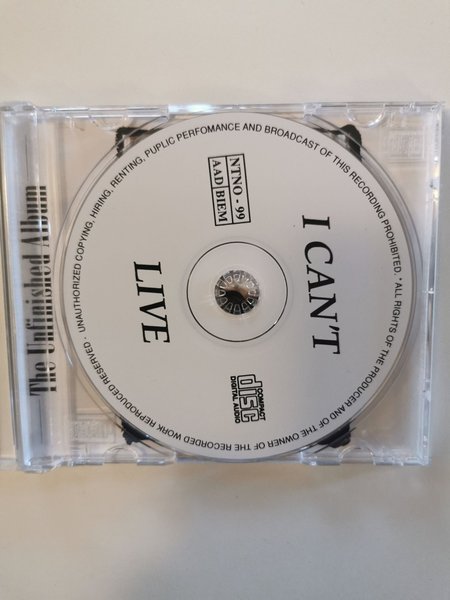 The Unfinished Album
I CAN'T
LIVE
NTNO - 99
AAD BIEM
COMPACT
disc
DIGITAL AUDIO
UNAUTHORIZED COPYING, HIRING, RENTING, PUPLIC PERFOMANCE AND BROADCAST OF THIS RECORDING PROHIBITED. ' ALL RIGHTS OF THE PRODUCER AND OF THE OWNER OF THE RECORDED WORK REPRODUCED RESERVED -